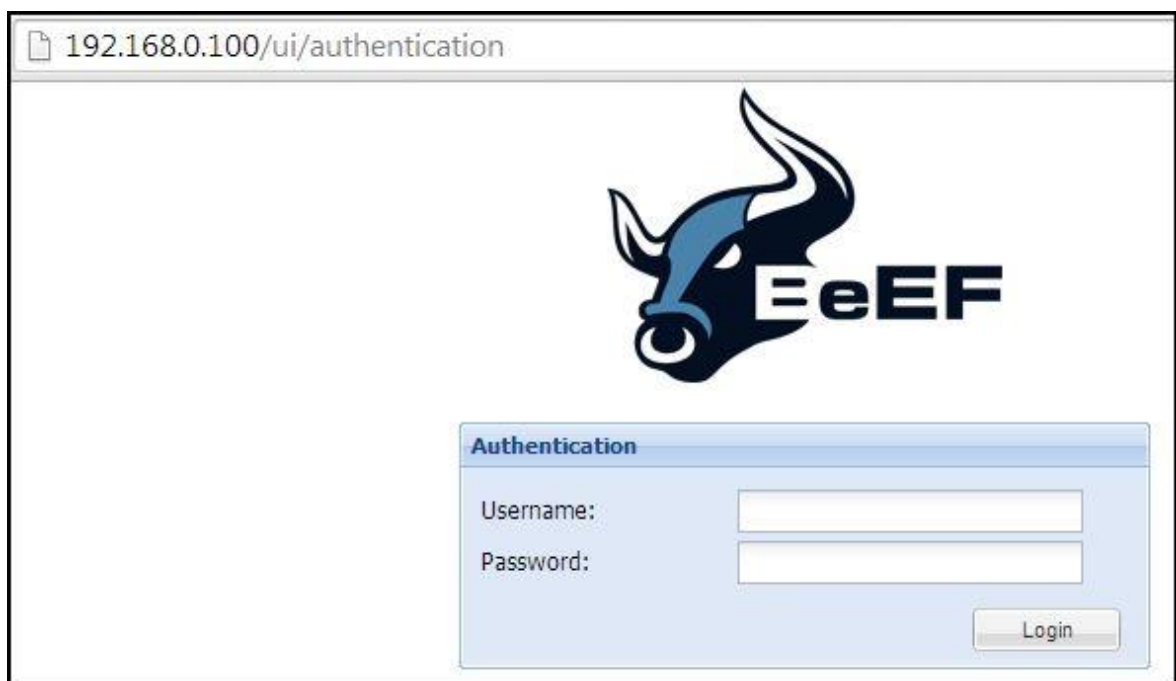 192.168.0.100/ui/authentication
BeEF
Authentication
Username:
Password:
Login